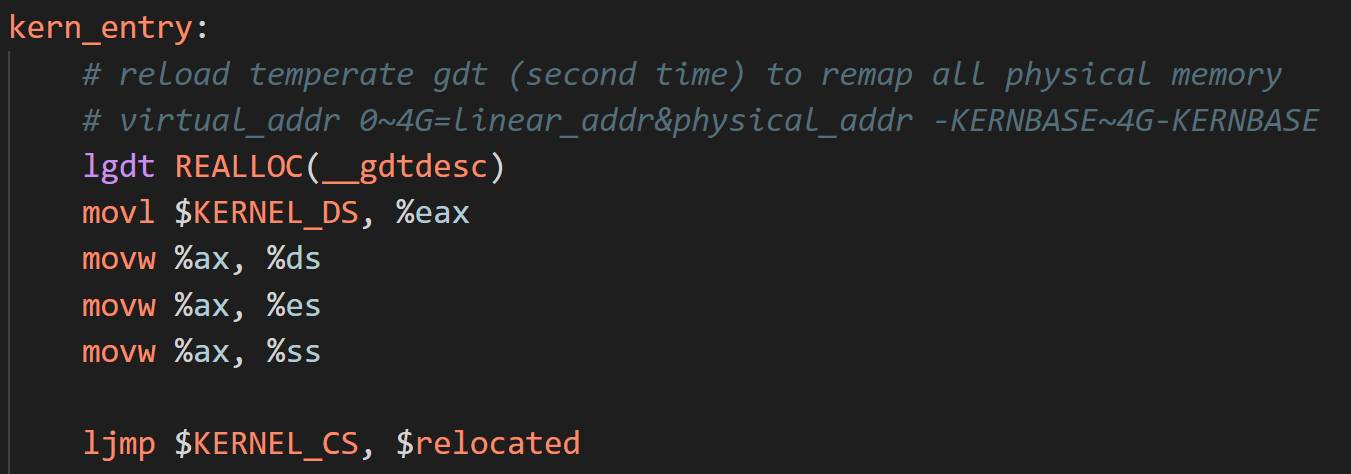 kern_entry:
# reload temperate gdt (second time) to remap all physical memory
# virtual_addr 0~4G=linear_addr&physical_addr -KERNBASE~4G-KERNBASE
lgdt REALLOC(__gdtdesc)
movl $KERNEL_DS, %eax
movw %ax, %ds
movw %ax, %es
movw %ax, %ss
ljmp $KERNEL_CS, $relocated